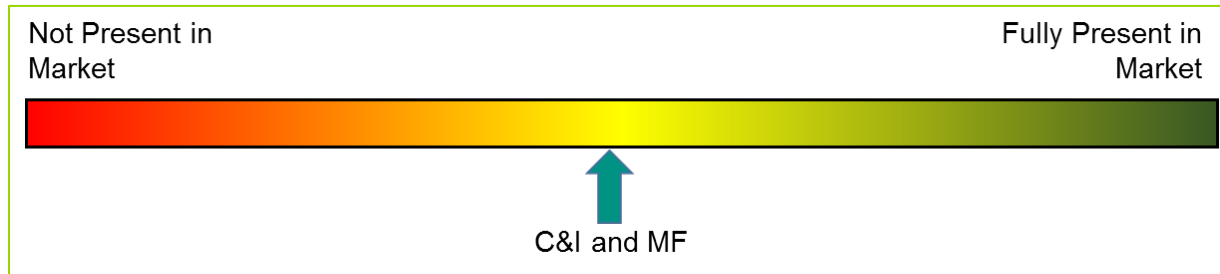 Not Present in
Market
Fully Present in
Market
C&I and MF